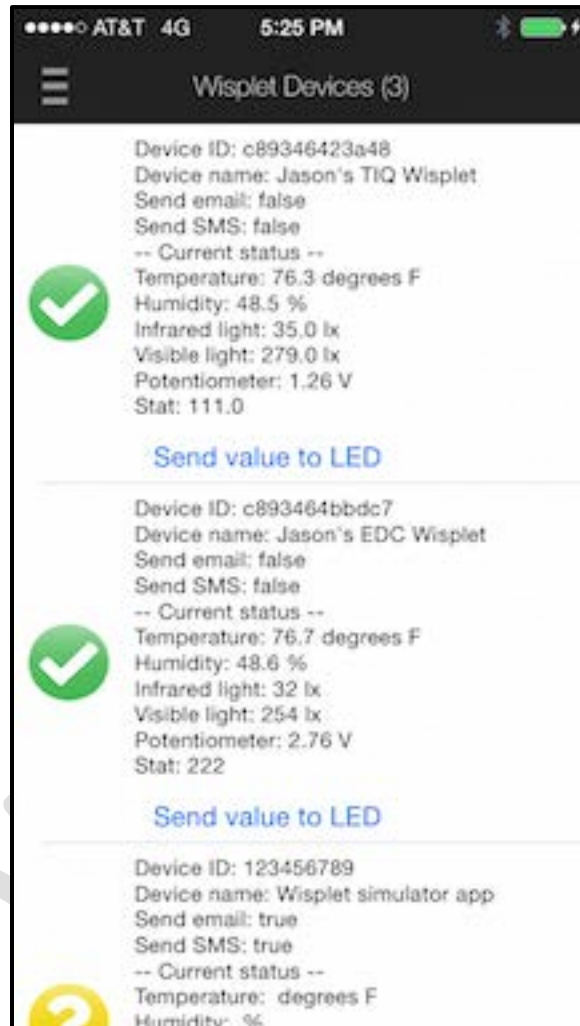 AT&T 4G 5:25 PM
Wisplet Devices (3)
Device ID: c89346423a48
Device name: Jason's TIQ Wisplet
Send email: false
Send SMS: false
-- Current status --
Temperature: 76.3 degrees F
Humidity: 48.5 %
Infrared light: 35.0 lx
Visible light: 279.0 lx
Potentiometer: 1.26 V
Stat: 111.0
Send value to LED
Device ID: c893464bbdc7
Device name: Jason's EDC Wisplet
Send email: false
Send SMS: false
-- Current status --
Temperature: 76.7 degrees F
Humidity: 48.6 %
Infrared light: 32 lx
Visible light: 254 lx
Potentiometer: 2.76 V
Stat: 222
Send value to LED
Device ID: 123456789
Device name: Wisplet simulator app
Send email: true
Send SMS: true
-- Current status --
Temperature:  degrees F
Humidity:  %